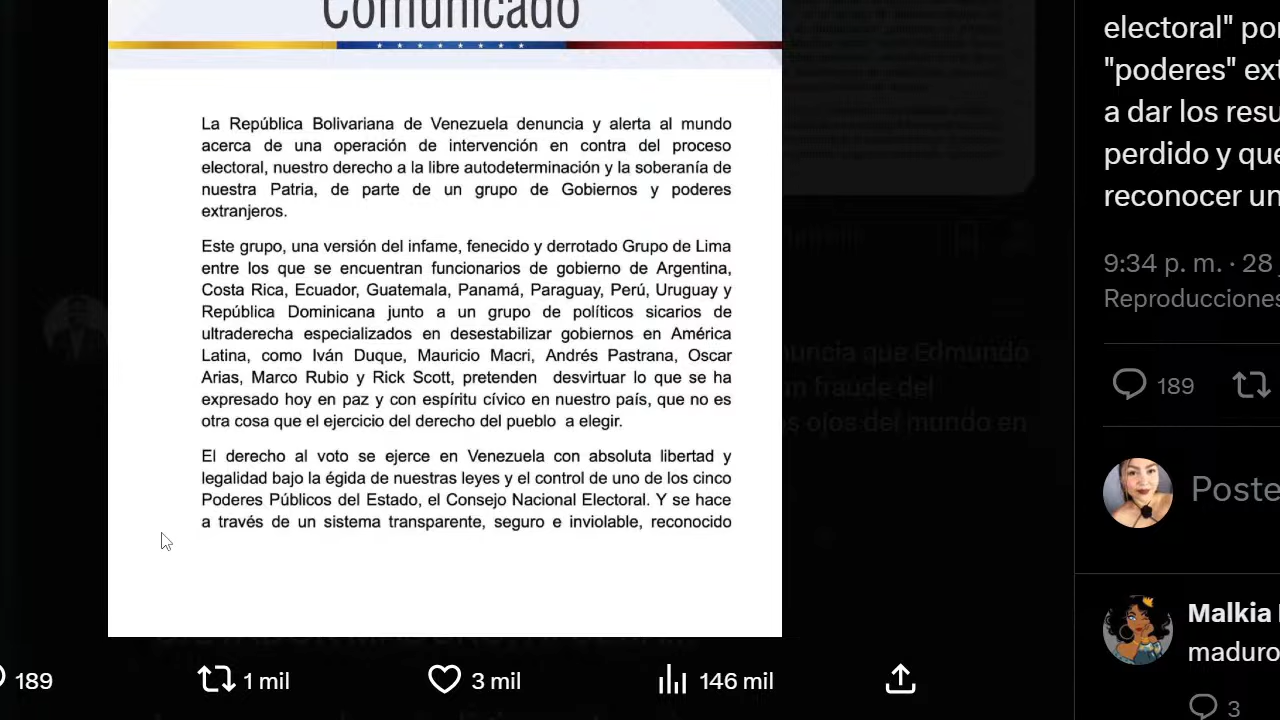 Comunicado
La República Bolivariana de Venezuela denuncia y alerta al mundo
acerca de una operación de intervención en contra del proceso
electoral, nuestro derecho a la libre autodeterminación y la soberanía de
nuestra Patria, de parte de un grupo de Gobiernos y poderes
extranjeros.
Este grupo, una versión del infame, fenecido y derrotado Grupo de Lima
entre los que se encuentran funcionarios de gobierno de Argentina,
Costa Rica, Ecuador, Guatemala, Panamá, Paraguay, Perú, Uruguay y
República Dominicana junto a un grupo de políticos sicarios de
ultraderecha especializados en desestabilizar gobiernos en América
Latina, como Iván Duque, Mauricio Macri, Andrés Pastrana, Oscar
Arias, Marco Rubio y Rick Scott, pretenden desvirtuar lo que se ha
expresado hoy en paz y con espíritu cívico en nuestro país, que no es
otra cosa que el ejercicio del derecho del pueblo a elegir.
El derecho al voto se ejerce en Venezuela con absoluta libertad y
legalidad bajo la égida de nuestras leyes y el control de uno de los cinco
Poderes Públicos del Estado, el Consejo Nacional Electoral. Y se hace
a través de un sistema transparente, seguro e inviolable, reconocido
189
1 mil
3 mil
146 mil
uncia que Edmundo
n fraude del
s ojos del mundo en
electoral" por
"poderes" ext
a dar los resu
perdido y que
reconocer un
9:34 p. m. · 28
Reproducciones
189
Poste
Malkia
maduro
3